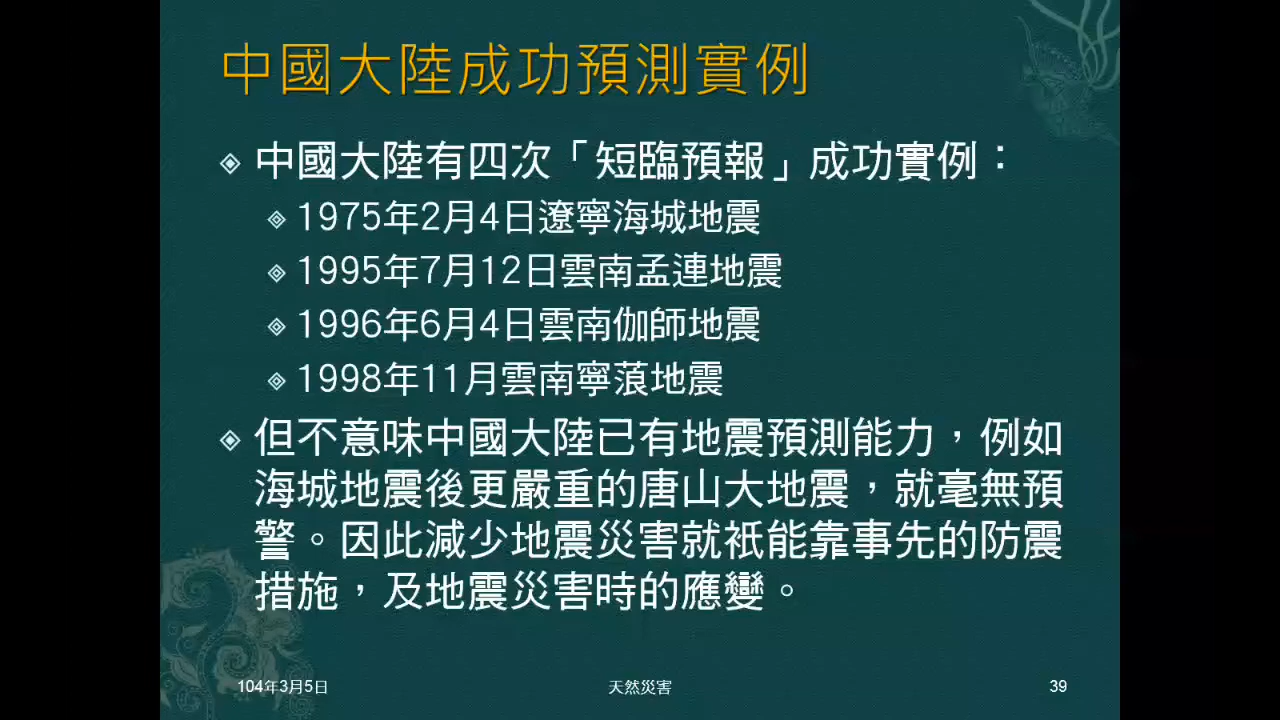 中國大陸成功預測實例
中國大陸有四次「短臨預報」成功實例：
1975年2月4日遼寧海城地震
1995年7月12日雲南孟連地震
1996年6月4日雲南伽師地震
1998年11月雲南寧蒗地震
但不意味中國大陸已有地震預測能力，例如
海城地震後更嚴重的唐山大地震，就毫無預
警。因此減少地震災害就衹能靠事先的防震
措施，及地震災害時的應變。
104年3月5日
天然災害
39